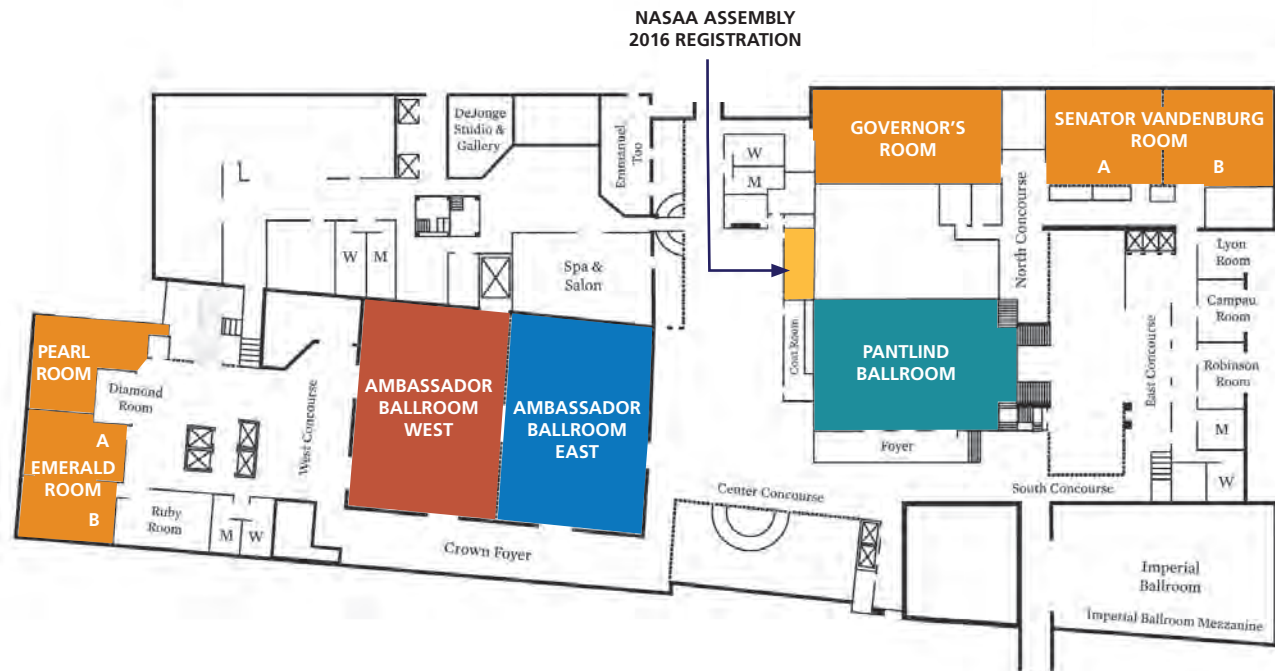 NASAA ASSEMBLY
2016 REGISTRATION
DeJonge
Studio &
Gallery
Emmanuel
Too
W
M
GOVERNOR'S
ROOM
SENATOR VANDENBURG
ROOM
A
B
North Concourse
W
M
Spa &
Salon
Lyon
Room
Campau
Room
Robinson
Room
M
W
East Concourse
Coat Room
PANTLIND
BALLROOM
Foyer
PEARL
ROOM
Diamond
Room
A
EMERALD
ROOM
B
Ruby
Room
M
W
West Concourse
AMBASSADOR
BALLROOM
WEST
AMBASSADOR
BALLROOM
EAST
Center Concourse
South Concourse
Crown Foyer
Imperial
Ballroom
Imperial Ballroom Mezzanine